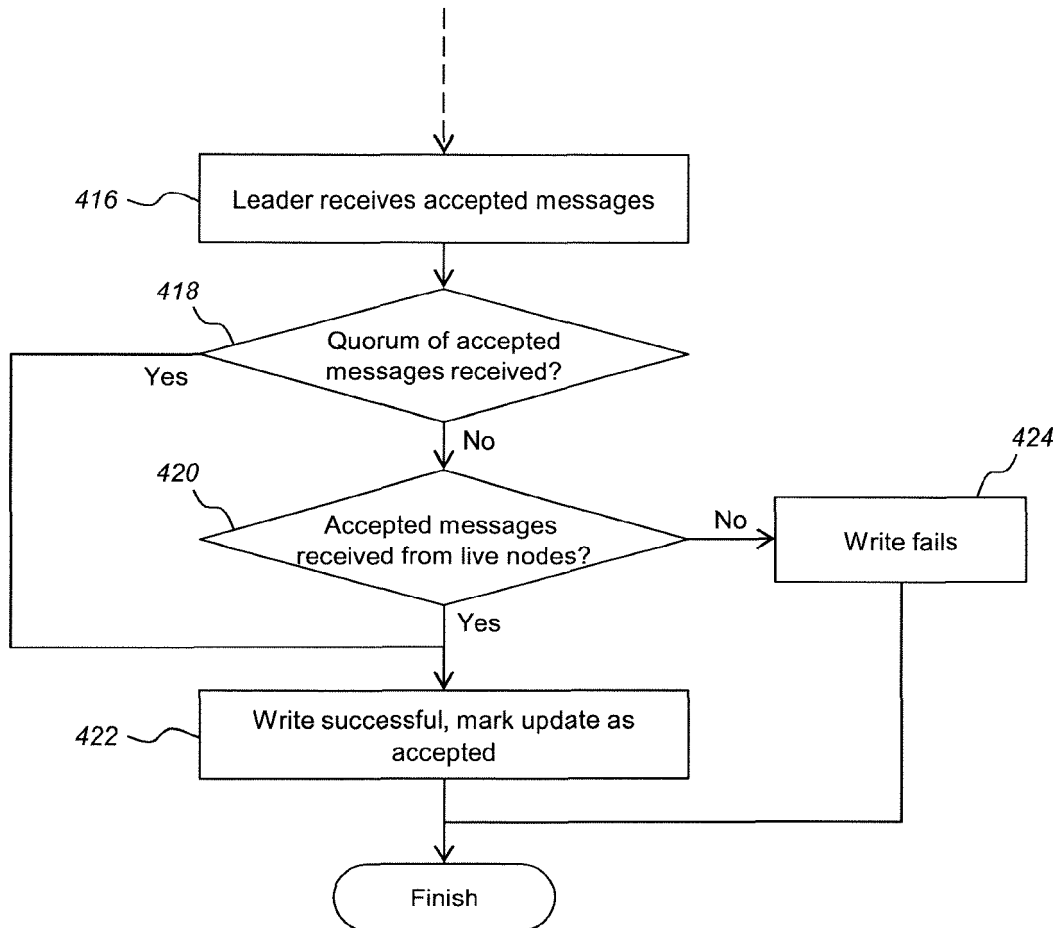 416
Leader receives accepted messages
418
Quorum of accepted
messages received?
Yes
No
424
420
Accepted messages
received from live nodes?
No
Write fails
Yes
422
Write successful, mark update as
accepted
Finish